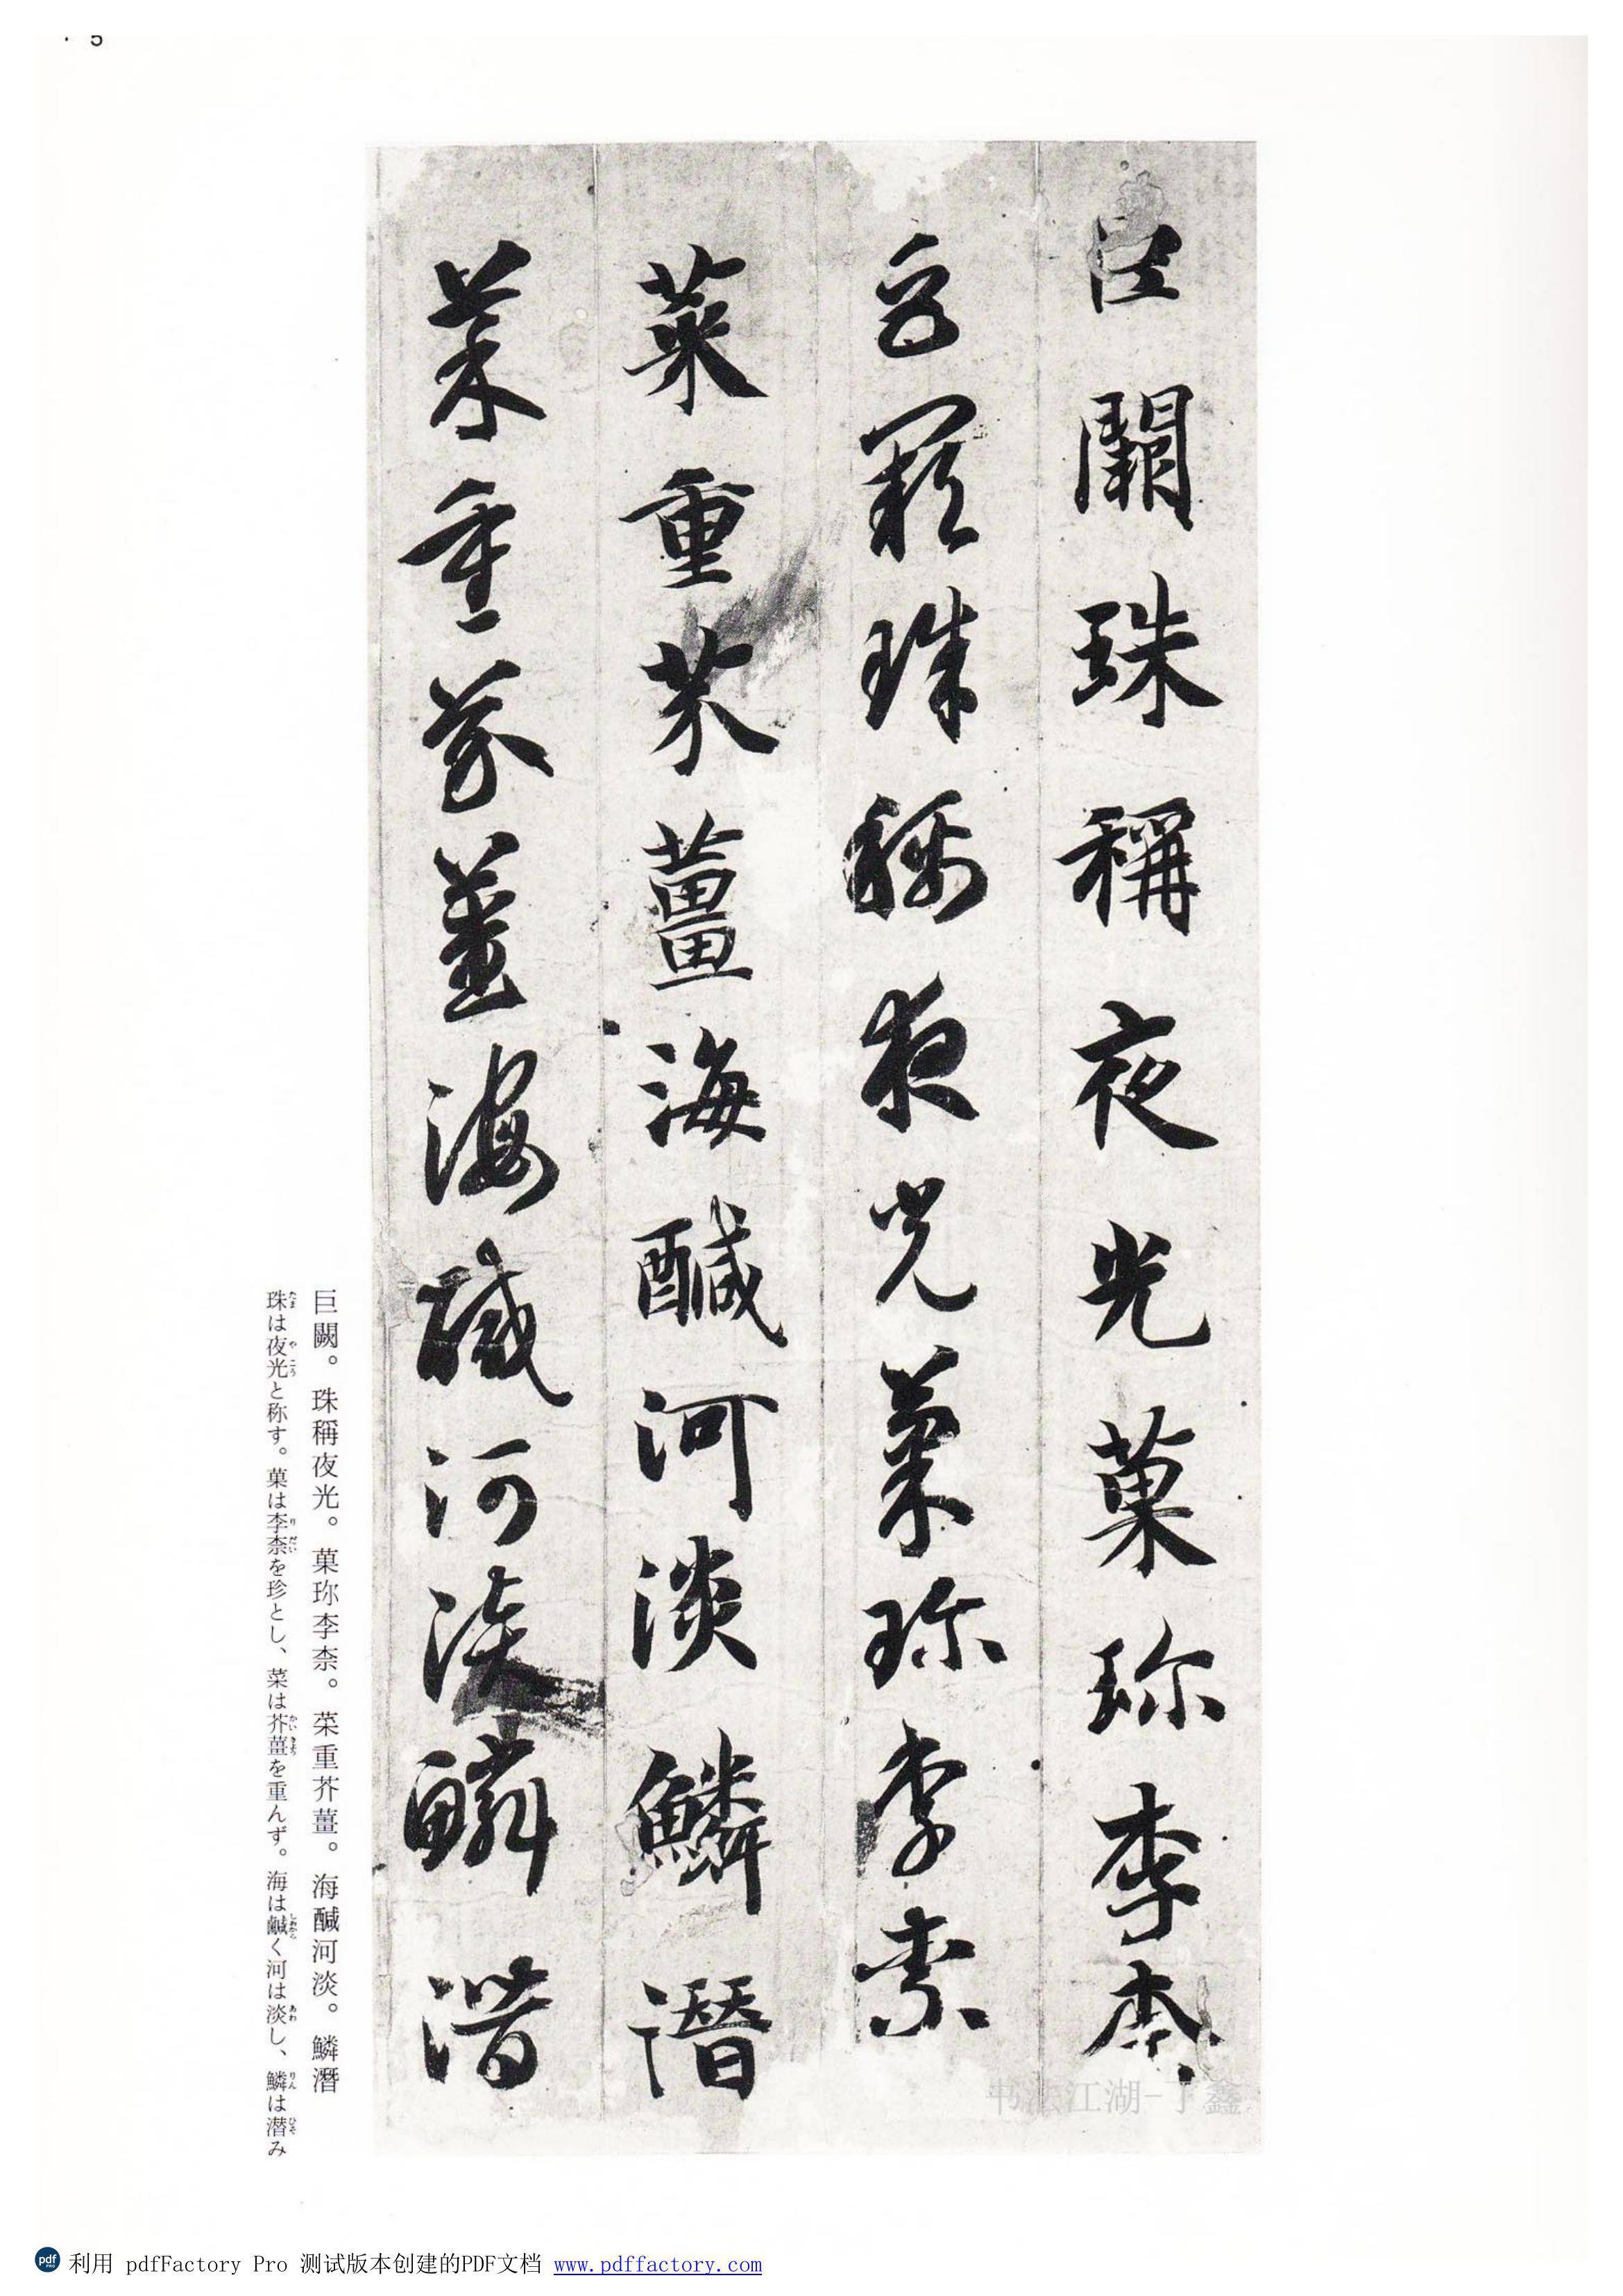 5
巨闕珠稱夜光菓珎李柰
巨闕珠稱夜光菓珎李柰
菜重芥薑海醎河淡鱗潛
菜重芥薑海醎河淡鱗潛
巨闕。珠稱夜光。菓珎李柰。菜重芥薑。海醎河淡。鱗潛
珠は夜光と称す。菓は李柰を珍とし、菜は芥薑を重んず。海は鹹く河は淡し、鱗は潜み
书法江湖-丁鑫
利用 pdfFactory Pro 测试版本创建的PDF文档 www.pdffactory.com